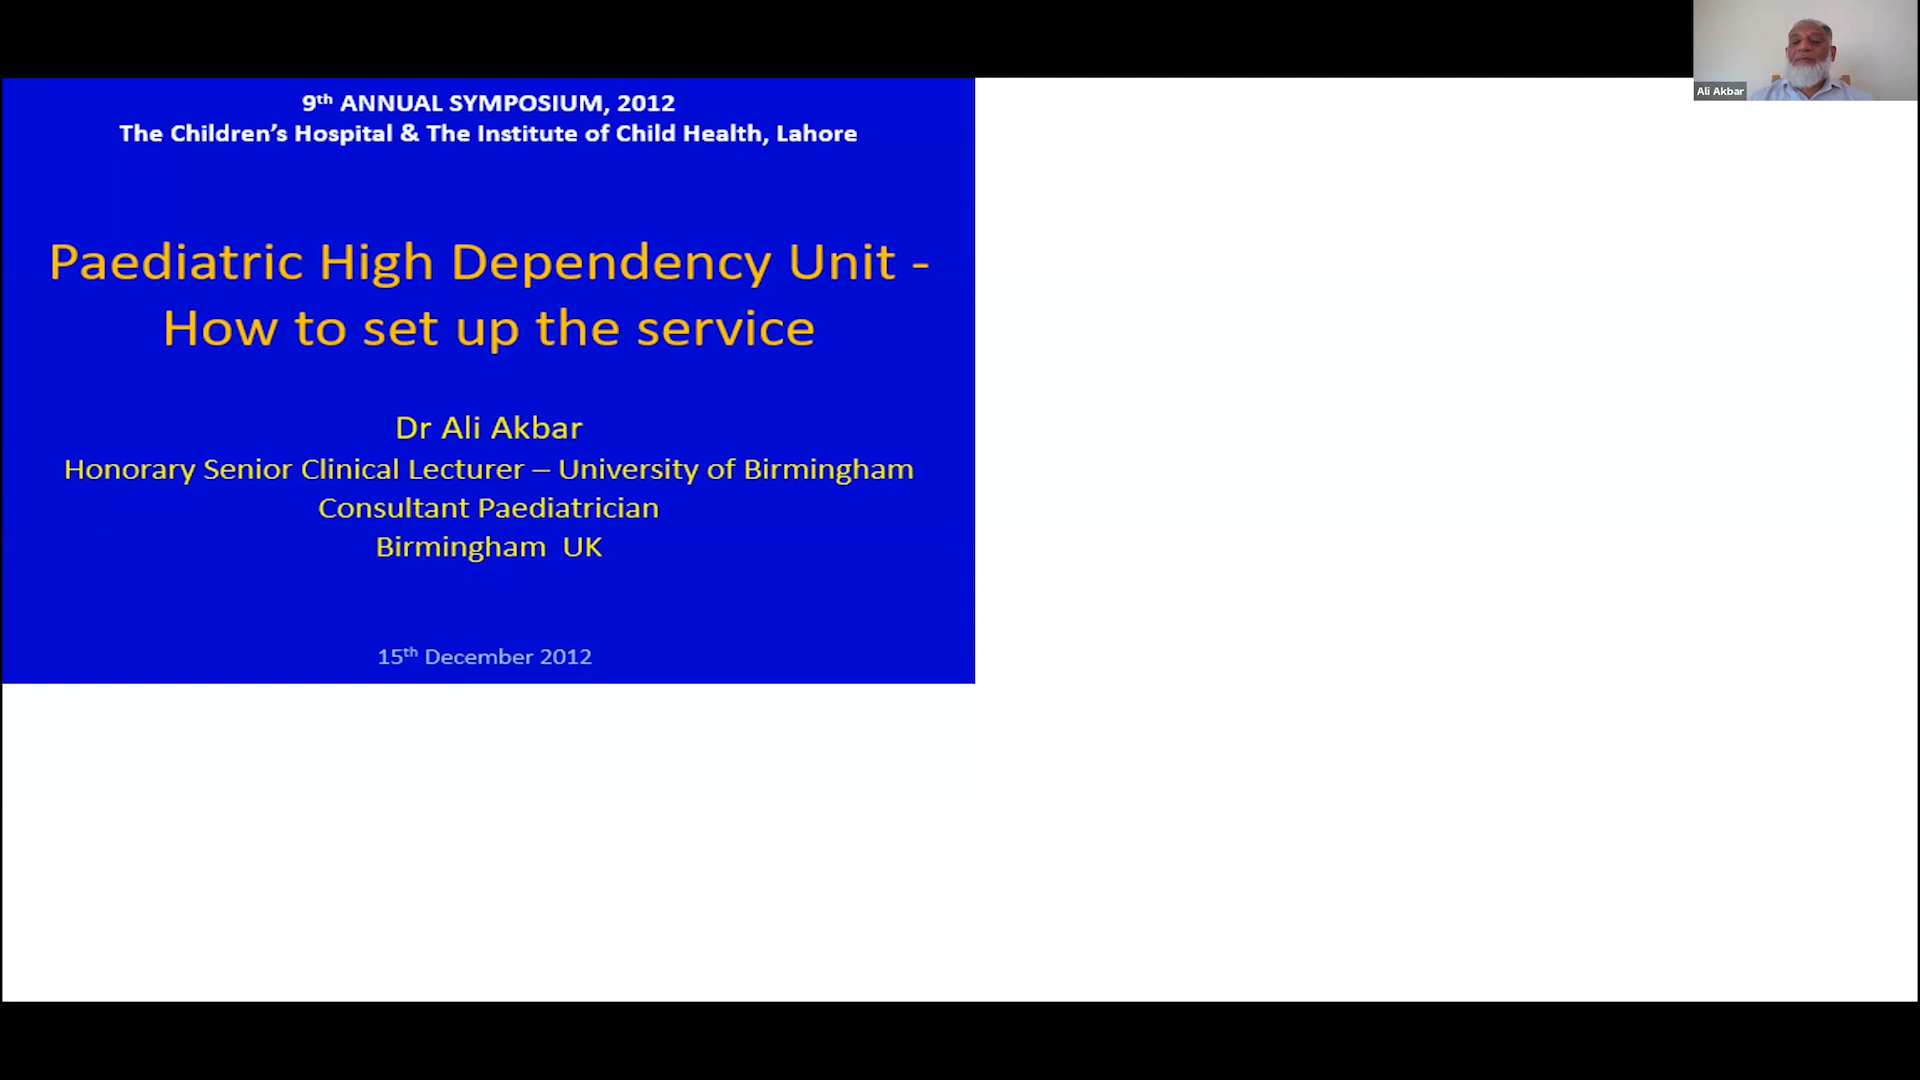 9th ANNUAL SYMPOSIUM, 2012
The Children's Hospital & The Institute of Child Health, Lahore
Paediatric High Dependency Unit -
How to set up the service
Dr Ali Akbar
Honorary Senior Clinical Lecturer – University of Birmingham
Consultant Paediatrician
Birmingham UK
15th December 2012
Ali Akbar